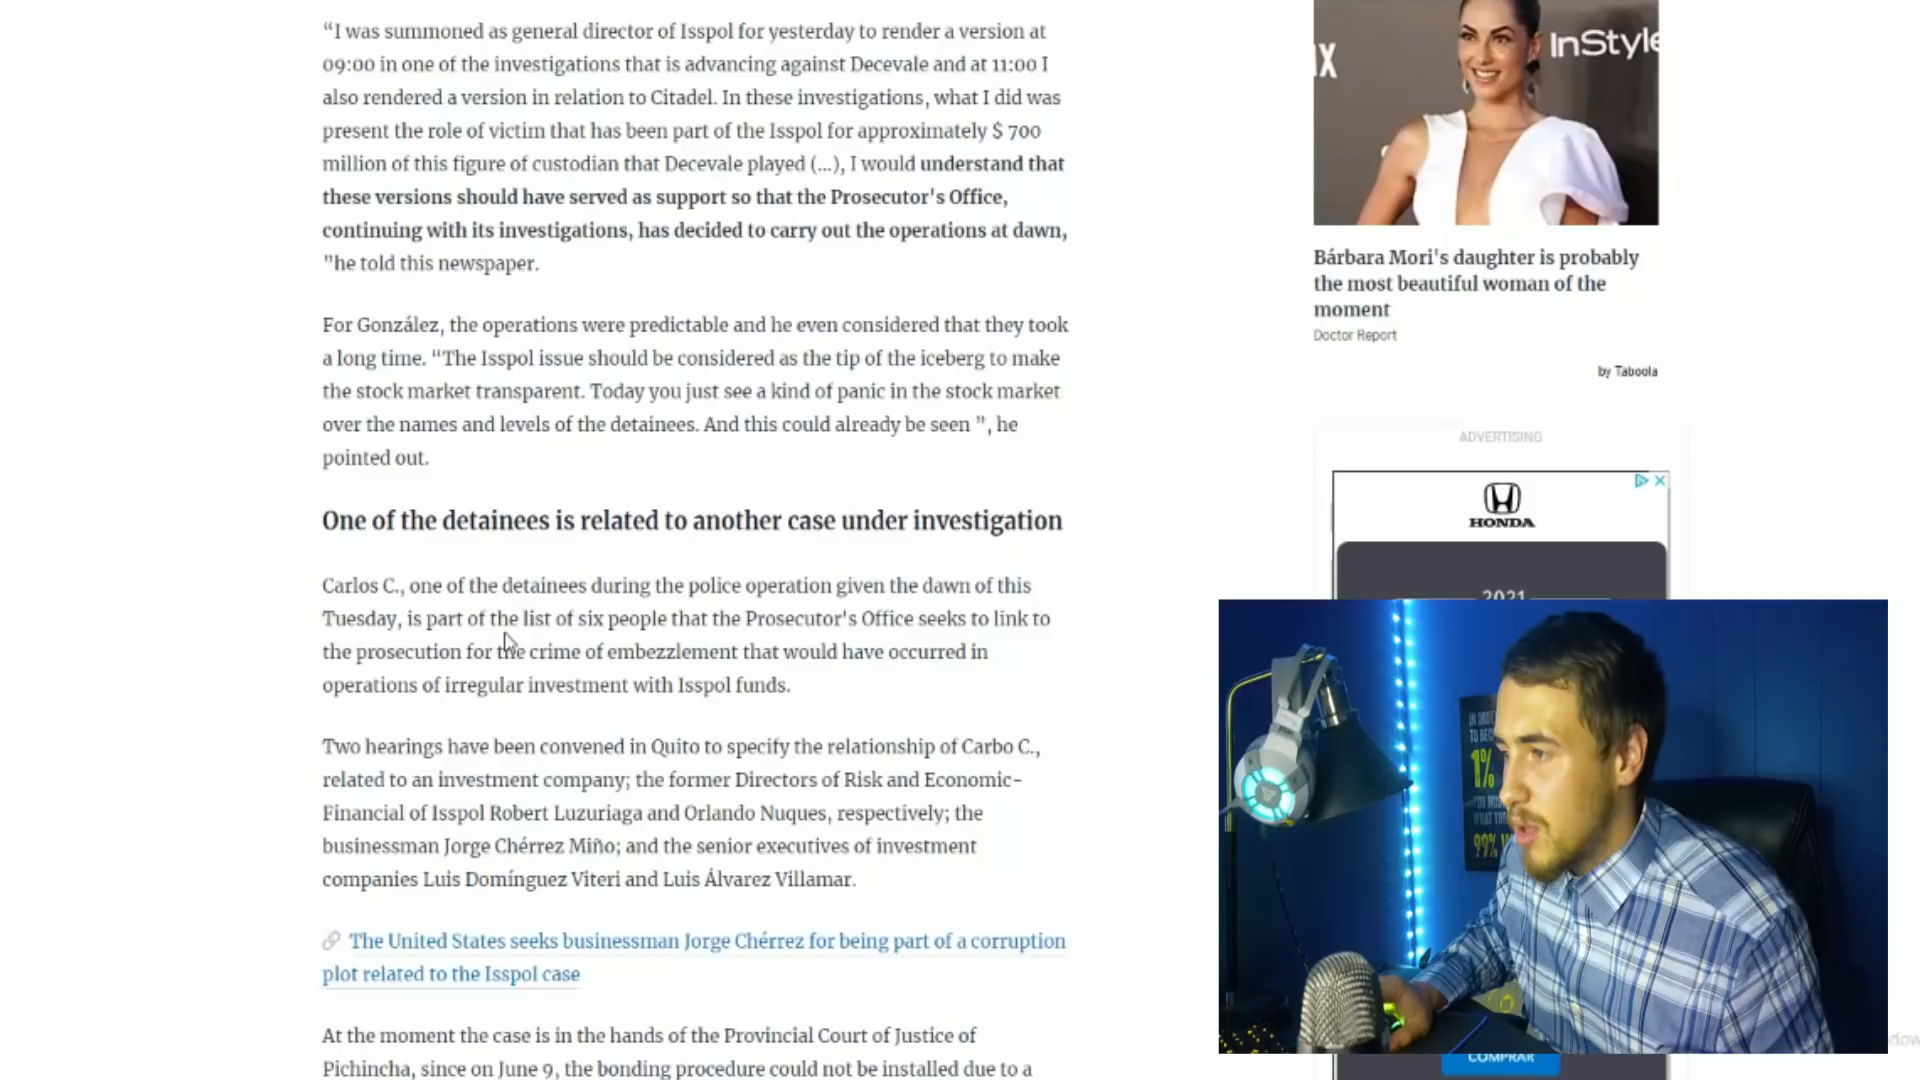 “I was summoned as general director of Isspol for yesterday to render a version at
09:00 in one of the investigations that is advancing against Decevale and at 11:00 I
also rendered a version in relation to Citadel. In these investigations, what I did was
present the role of victim that has been part of the Isspol for approximately $ 700
million of this figure of custodian that Decevale played (...), I would understand that
these versions should have served as support so that the Prosecutor's Office,
continuing with its investigations, has decided to carry out the operations at dawn,
”he told this newspaper.
For González, the operations were predictable and he even considered that they took
a long time. “The Isspol issue should be considered as the tip of the iceberg to make
the stock market transparent. Today you just see a kind of panic in the stock market
over the names and levels of the detainees. And this could already be seen ”, he
pointed out.
One of the detainees is related to another case under investigation
Carlos C., one of the detainees during the police operation given the dawn of this
Tuesday, is part of the list of six people that the Prosecutor's Office seeks to link to
the prosecution for the crime of embezzlement that would have occurred in
operations of irregular investment with Isspol funds.
Two hearings have been convened in Quito to specify the relationship of Carbo C.,
related to an investment company; the former Directors of Risk and Economic-
Financial of Isspol Robert Luzuriaga and Orlando Nuques, respectively; the
businessman Jorge Chérrez Miño; and the senior executives of investment
companies Luis Domínguez Viteri and Luis Álvarez Villamar.
The United States seeks businessman Jorge Chérrez for being part of a corruption
plot related to the Isspol case
At the moment the case is in the hands of the Provincial Court of Justice of
Pichincha, since on June 9, the bonding procedure could not be installed due to a
InStyle
Bárbara Mori's daughter is probably
the most beautiful woman of the
moment
Doctor Report
by Taboola
ADVERTISING
HONDA
2021
1%
99%
COMPRAR